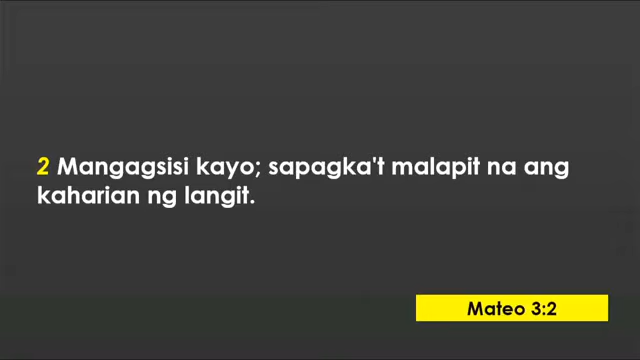 2 Mangagsisi kayo; sapagka't malapit na ang
kaharian ng langit.
Mateo 3:2